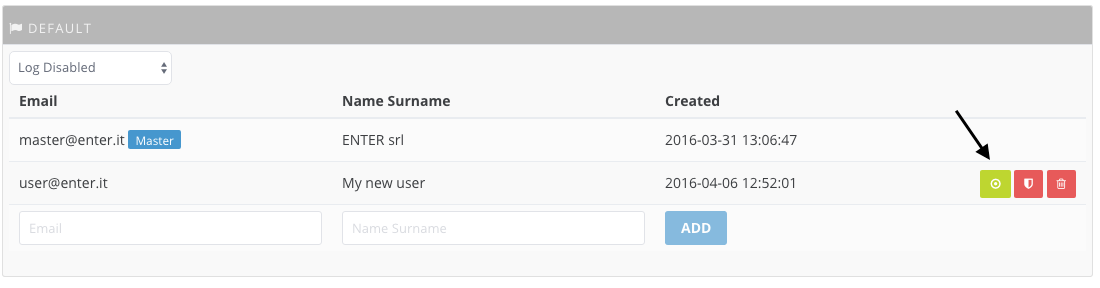 DEFAULT
Log Disabled
Email Name Surname Created
master@enter.it Master ENTER srl 2016-03-31 13:06:47
user@enter.it My new user 2016-04-06 12:52:01
Email Name Surname ADD